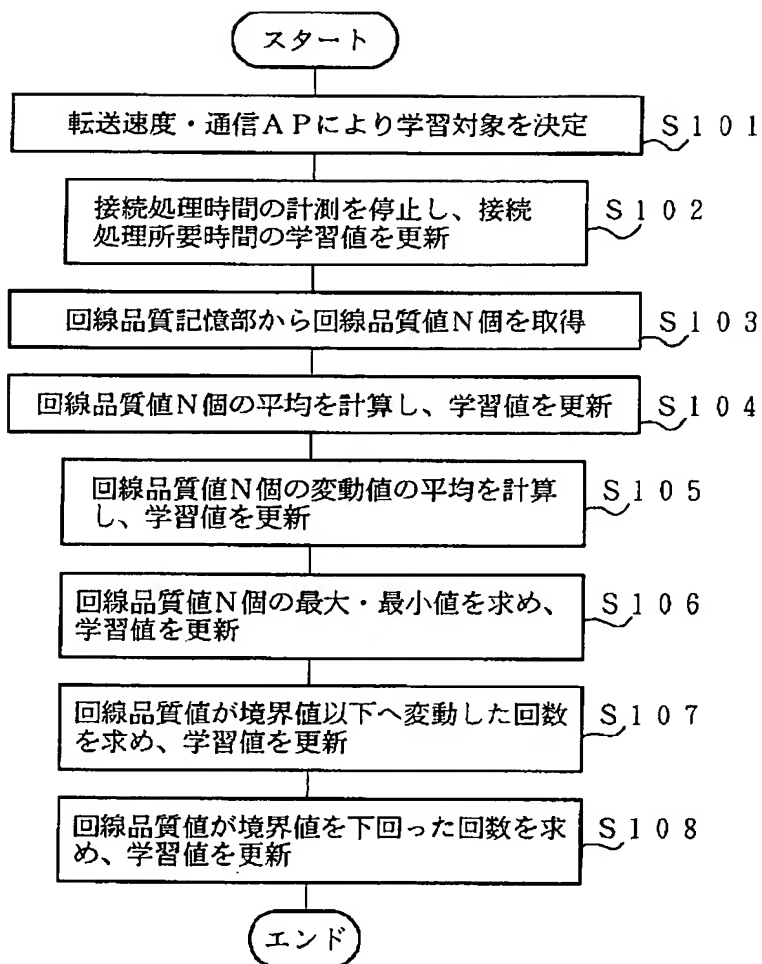 スタート
転送速度・通信ＡＰにより学習対象を決定
Ｓ１０１
接続処理時間の計測を停止し、接続
処理所要時間の学習値を更新
Ｓ１０２
回線品質記憶部から回線品質値Ｎ個を取得
Ｓ１０３
回線品質値Ｎ個の平均を計算し、学習値を更新
Ｓ１０４
回線品質値Ｎ個の変動値の平均を計算
し、学習値を更新
Ｓ１０５
回線品質値Ｎ個の最大・最小値を求め、
学習値を更新
Ｓ１０６
回線品質値が境界値以下へ変動した回数
を求め、学習値を更新
Ｓ１０７
回線品質値が境界値を下回った回数を求
め、学習値を更新
Ｓ１０８
エンド